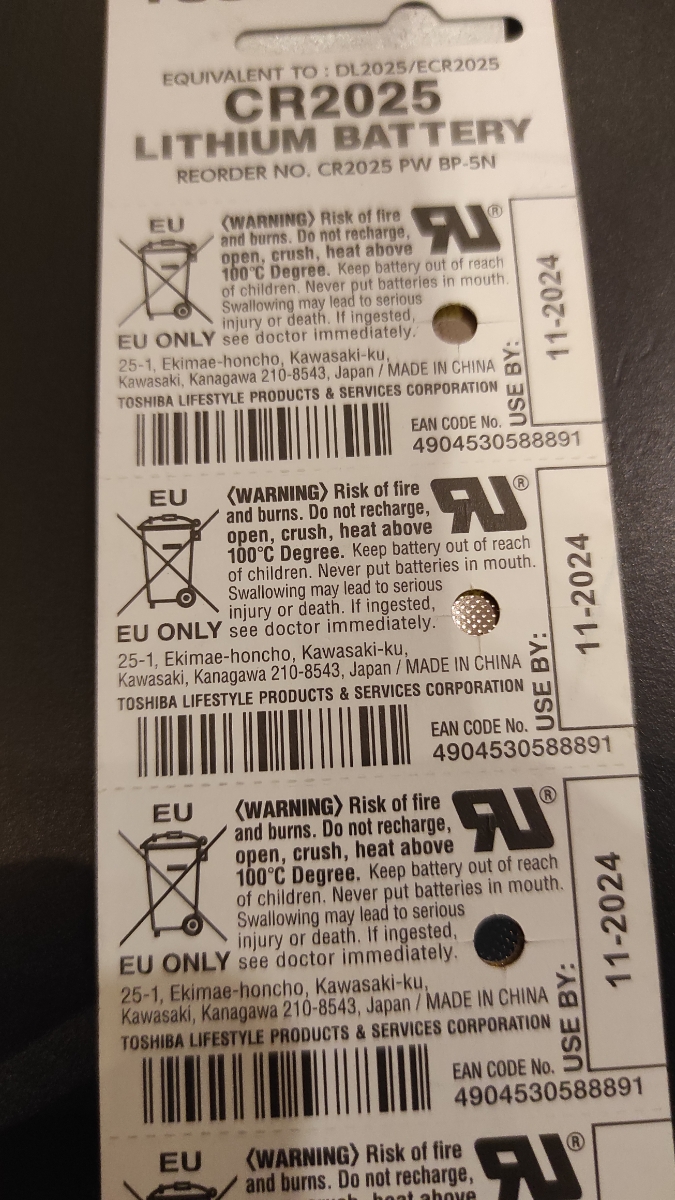 EQUIVALENT TO : DL2025/ECR2025
CR2025
LITHIUM BATTERY
REORDER NO. CR2025 PW BP-5N
EU
EU ONLY
〈WARNING〉 Risk of fire
and burns. Do not recharge,
open, crush, heat above
100°C Degree. Keep battery out of reach
of children. Never put batteries in mouth.
Swallowing may lead to serious
injury or death. If ingested,
see doctor immediately.
RU®
25-1, Ekimae-honcho, Kawasaki-ku,
Kawasaki, Kanagawa 210-8543, Japan / MADE IN CHINA
TOSHIBA LIFESTYLE PRODUCTS & SERVICES CORPORATION
EAN CODE No.
4904530588891
USE BY:
11-2024
EU
EU ONLY
〈WARNING〉 Risk of fire
and burns. Do not recharge,
open, crush, heat above
100°C Degree. Keep battery out of reach
of children. Never put batteries in mouth.
Swallowing may lead to serious
injury or death. If ingested,
see doctor immediately.
RU®
25-1, Ekimae-honcho, Kawasaki-ku,
Kawasaki, Kanagawa 210-8543, Japan / MADE IN CHINA
TOSHIBA LIFESTYLE PRODUCTS & SERVICES CORPORATION
EAN CODE No.
4904530588891
USE BY:
11-2024
EU
EU ONLY
〈WARNING〉 Risk of fire
and burns. Do not recharge,
open, crush, heat above
100°C Degree. Keep battery out of reach
of children. Never put batteries in mouth.
Swallowing may lead to serious
injury or death. If ingested,
see doctor immediately.
RU®
25-1, Ekimae-honcho, Kawasaki-ku,
Kawasaki, Kanagawa 210-8543, Japan / MADE IN CHINA
TOSHIBA LIFESTYLE PRODUCTS & SERVICES CORPORATION
EAN CODE No.
4904530588891
USE BY:
11-2024
EU
〈WARNING〉 Risk of fire
and burns. Do not recharge,
heat above
RU®